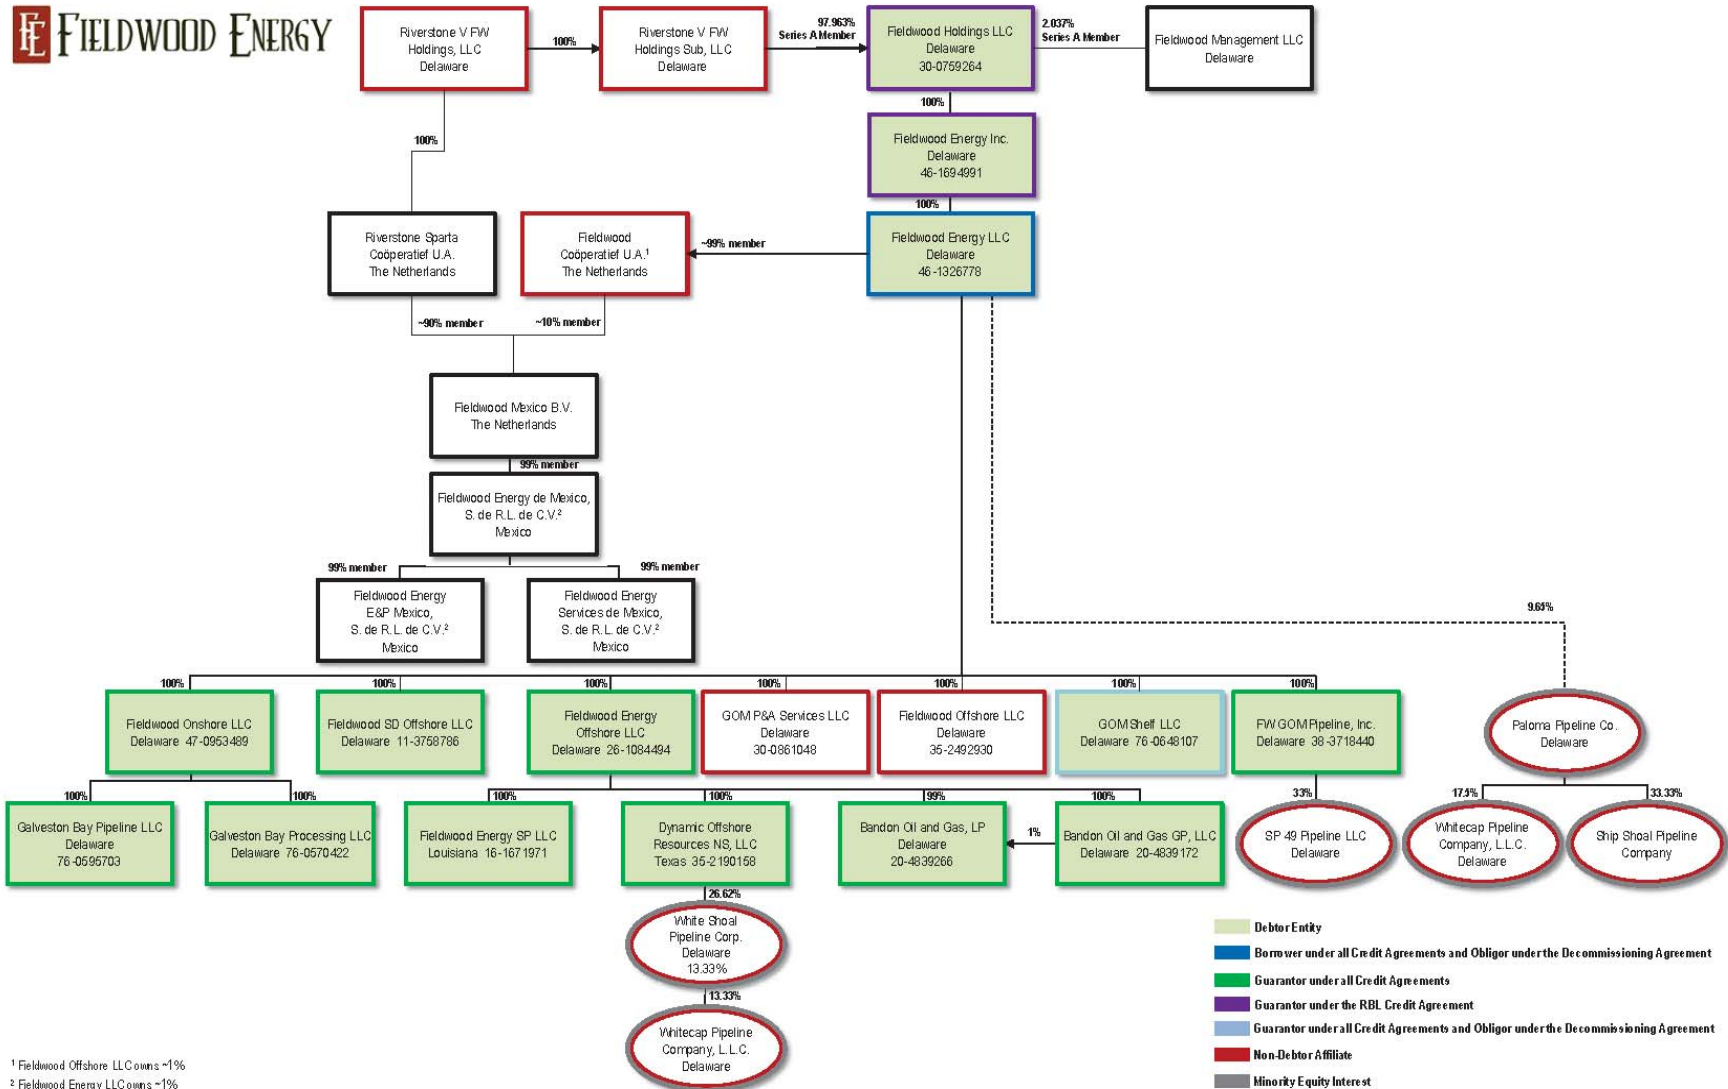 FE FIELDWOOD ENERGY
Riverstone V FW
Holdings, LLC
Delaware
100%
Riverstone V FW
Holdings Sub, LLC
Delaware
97.963%
Series A Member
Fieldwood Holdings LLC
Delaware
30-0759264
2.037%
Series A Member
Fieldwood Management LLC
Delaware
100%
100%
Fieldwood Energy Inc.
Delaware
46-1694991
100%
Riverstone Sparta
Coöperatief U.A.
The Netherlands
Fieldwood
Coöperatief U.A.¹
The Netherlands
~99% member
Fieldwood Energy LLC
Delaware
46-1326778
~90% member
~10% member
Fieldwood Mexico B.V.
The Netherlands
99% member
Fieldwood Energy de Mexico,
S. de R.L. de C.V.²
Mexico
99% member
99% member
Fieldwood Energy
E&P Mexico,
S. de R.L. de C.V.²
Mexico
Fieldwood Energy
Services de Mexico,
S. de R.L. de C.V.²
Mexico
9.65%
100%
100%
100%
100%
100%
100%
100%
Fieldwood Onshore LLC
Delaware 47-0953489
Fieldwood SD Offshore LLC
Delaware 11-3758786
Fieldwood Energy
Offshore LLC
Delaware 26-1084494
GOM P&A Services LLC
Delaware
30-0861048
Fieldwood Offshore LLC
Delaware
35-2492930
GOM Shelf LLC
Delaware 76-0648107
FW GOM Pipeline, Inc.
Delaware 38-3718440
Paloma Pipeline Co.
Delaware
100%
100%
100%
100%
99%
100%
33%
17.5%
33.33%
Galveston Bay Pipeline LLC
Delaware
76-0595703
Galveston Bay Processing LLC
Delaware 76-0570422
Fieldwood Energy SP LLC
Louisiana 16-1671971
Dynamic Offshore
Resources NS, LLC
Texas 35-2190158
Bandon Oil and Gas, LP
Delaware
20-4839266
1%
Bandon Oil and Gas GP, LLC
Delaware 20-4839172
SP 49 Pipeline LLC
Delaware
Whitecap Pipeline
Company, L.L.C.
Delaware
Ship Shoal Pipeline
Company
26.62%
White Shoal
Pipeline Corp.
Delaware
13.33%
13.33%
Whitecap Pipeline
Company, L.L.C.
Delaware
Debtor Entity
Borrower under all Credit Agreements and Obligor under the Decommissioning Agreement
Guarantor under all Credit Agreements
Guarantor under the RBL Credit Agreement
Guarantor under all Credit Agreements and Obligor under the Decommissioning Agreement
Non-Debtor Affiliate
Minority Equity Interest
¹ Fieldwood Offshore LLC owns ~1%
² Fieldwood Energy LLC owns ~1%